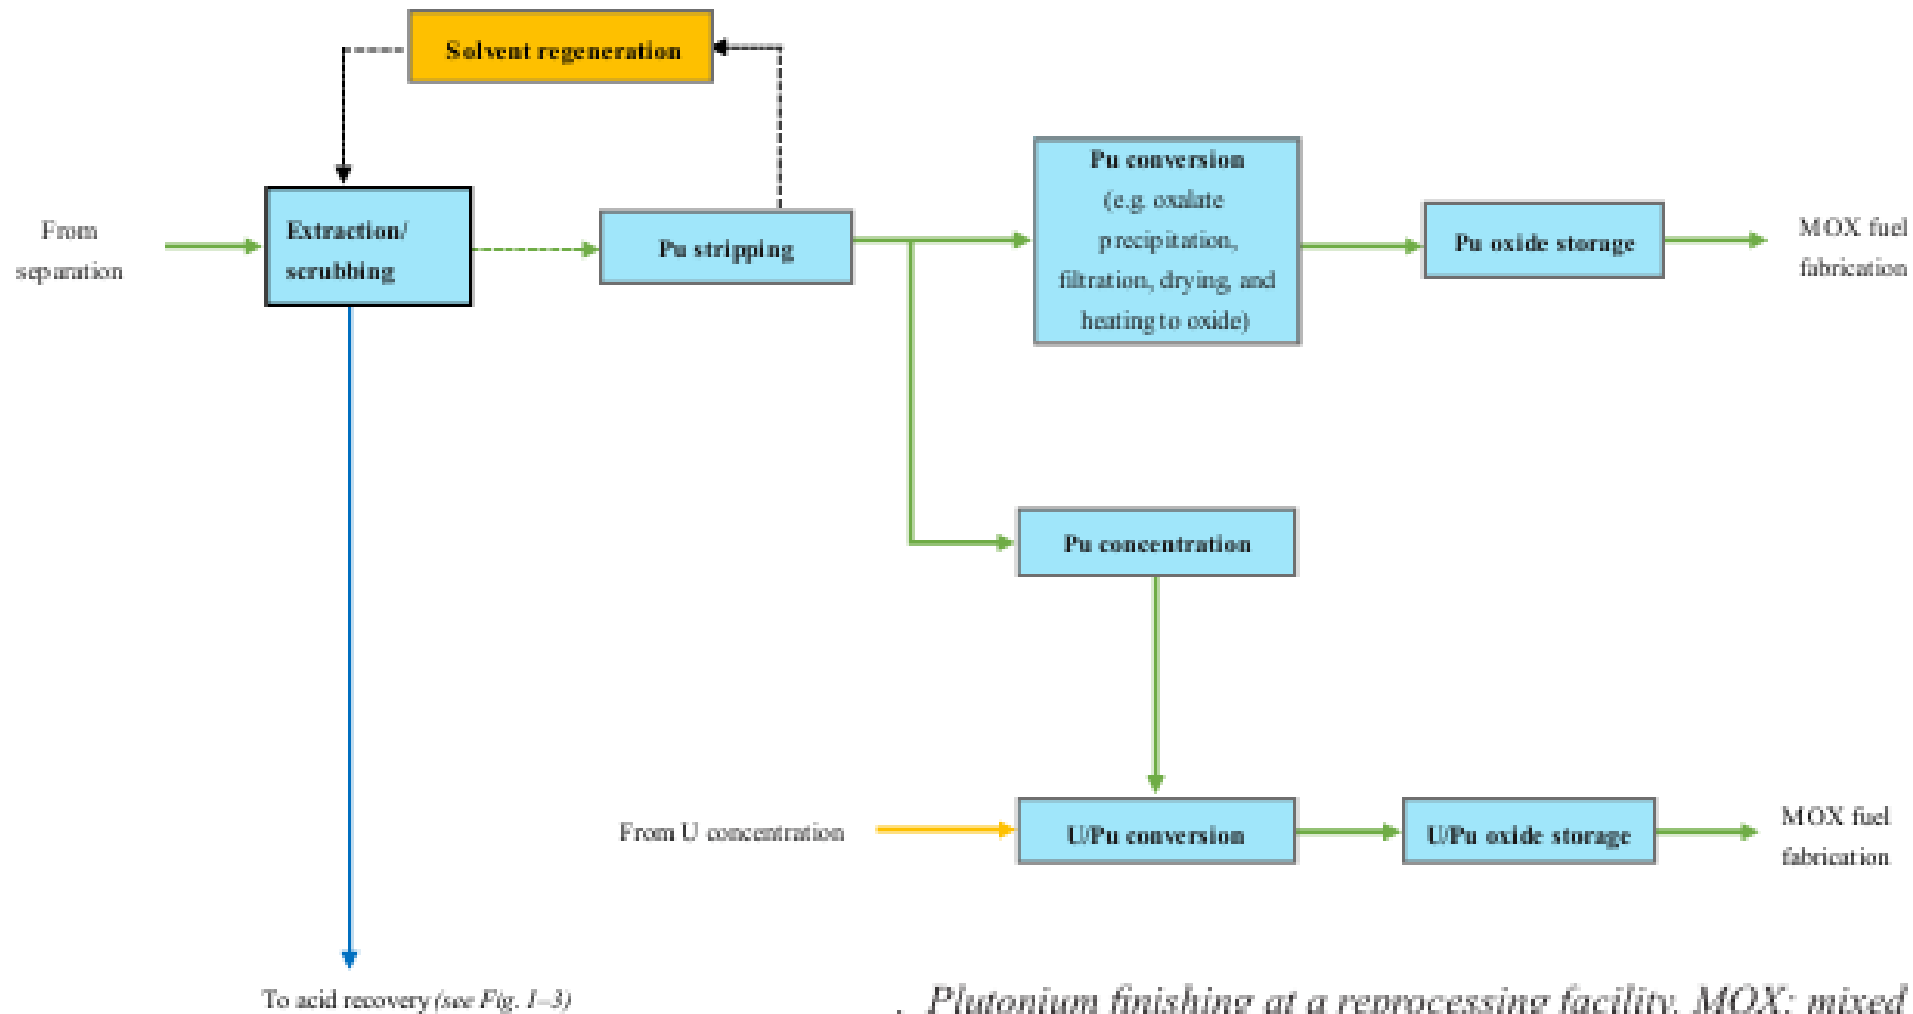 Solvent regeneration
From
separation
Extraction/
scrubbing
Pu stripping
Pu conversion
(e.g. oxalate
precipitation,
filtration, drying, and
heating to oxide)
Pu oxide storage
MOX fuel
fabrication
Pu concentration
From U concentration
U/Pu conversion
U/Pu oxide storage
MOX fuel
fabrication
To acid recovery (see Fig. 1–3)
. Plutonium finishing at a reprocessing facility. MOX: mixed